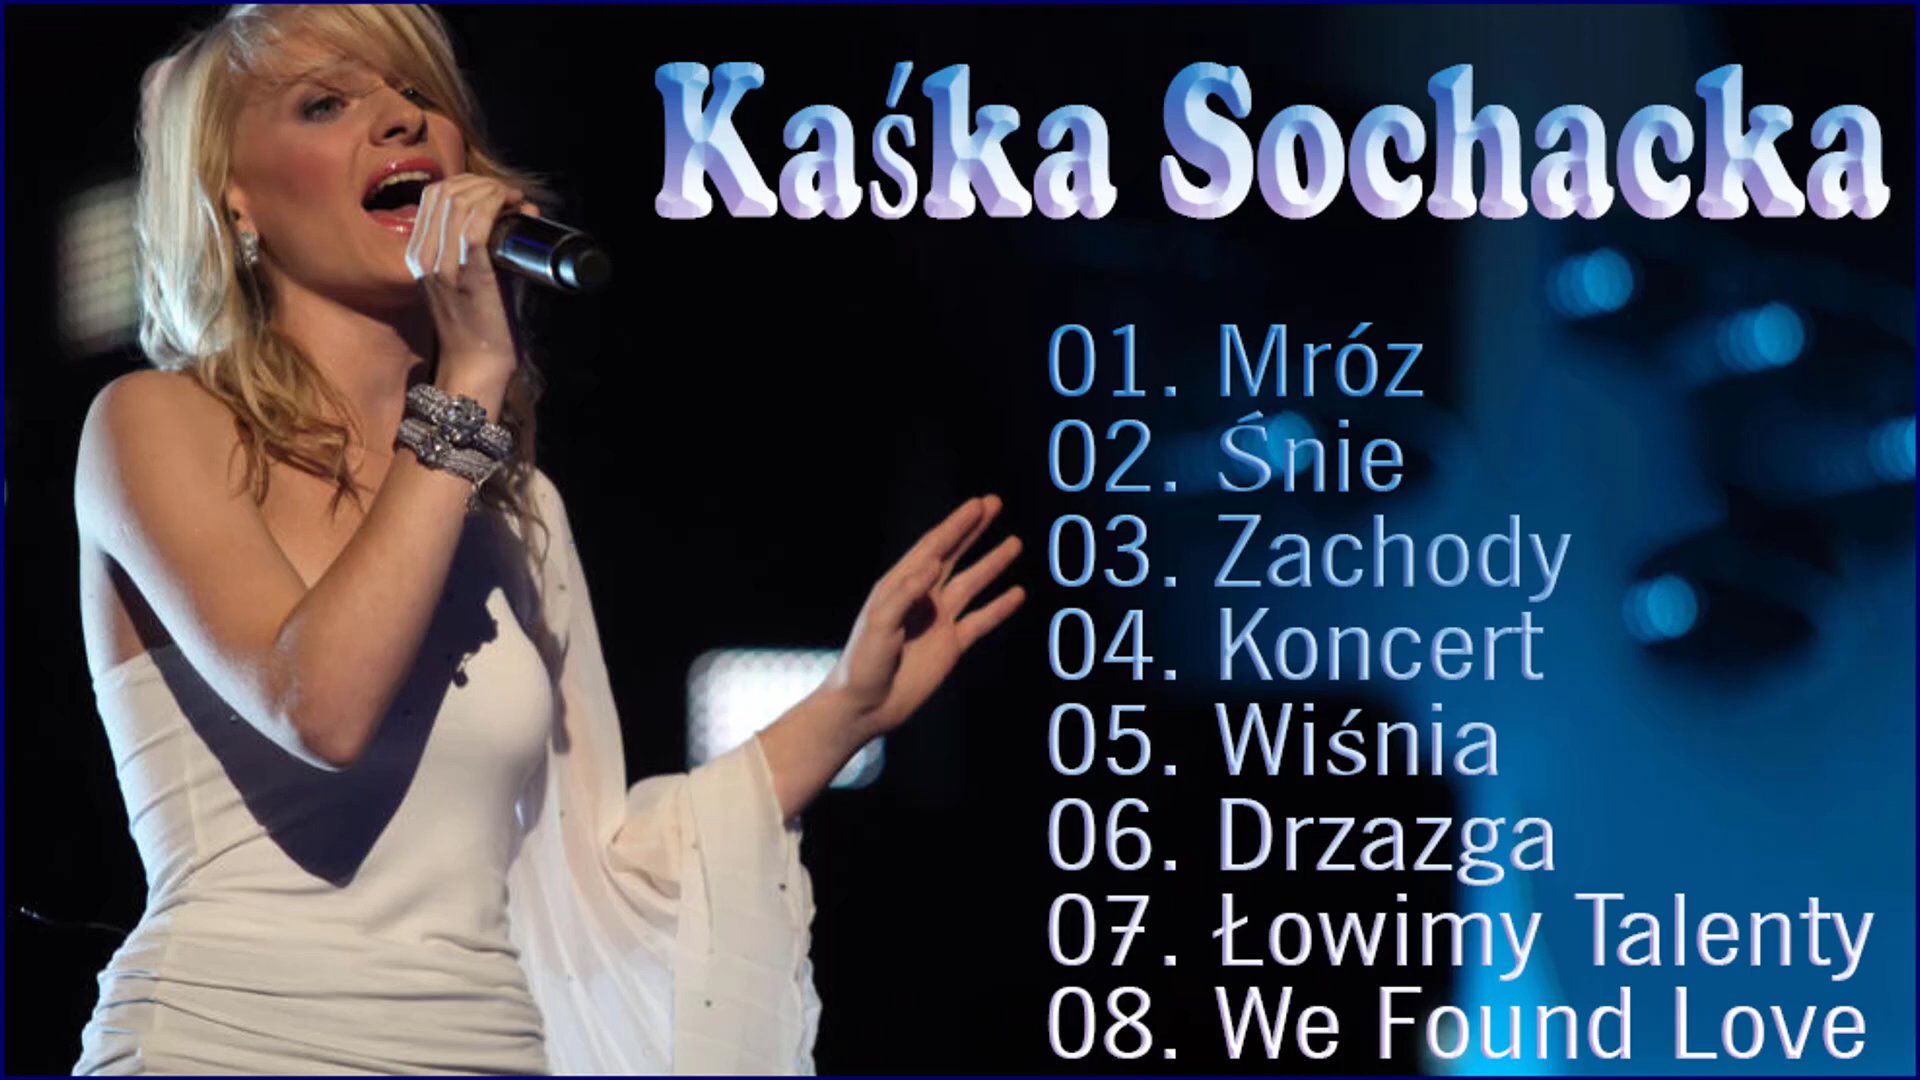 Kaśka Sochacka
01. Mróz
02. Śnie
03. Zachody
04. Koncert
05. Wiśnia
06. Drzazga
07. Łowimy Talenty
08. We Found Love